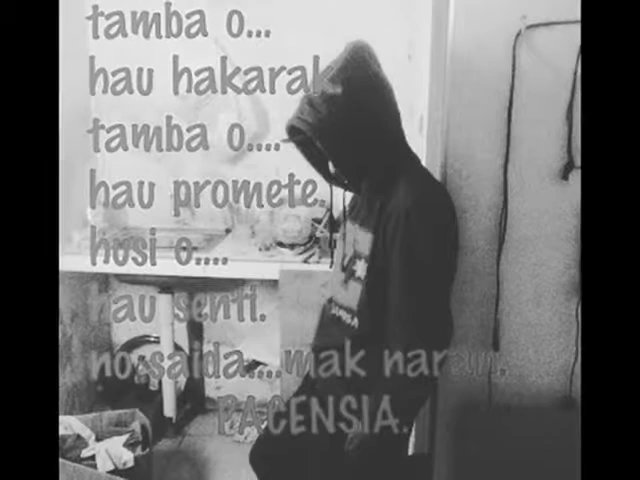 tamba o...
hau hakarak
tamba o....
hau promete.
husi o....
hau senti.
no saida....mak naran.
PACENSIA.